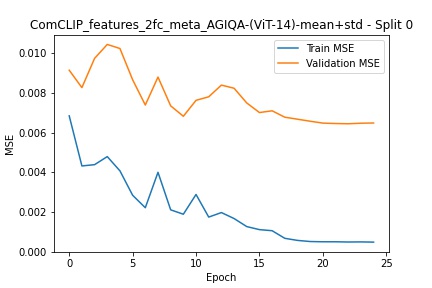 ComCLIP_features_2fc_meta_AGIQA-(ViT-14)-mean+std - Split 0
Train MSE
Validation MSE
0.010
0.008
0.006
0.004
0.002
0.000
MSE
0 5 10 15 20 25
Epoch